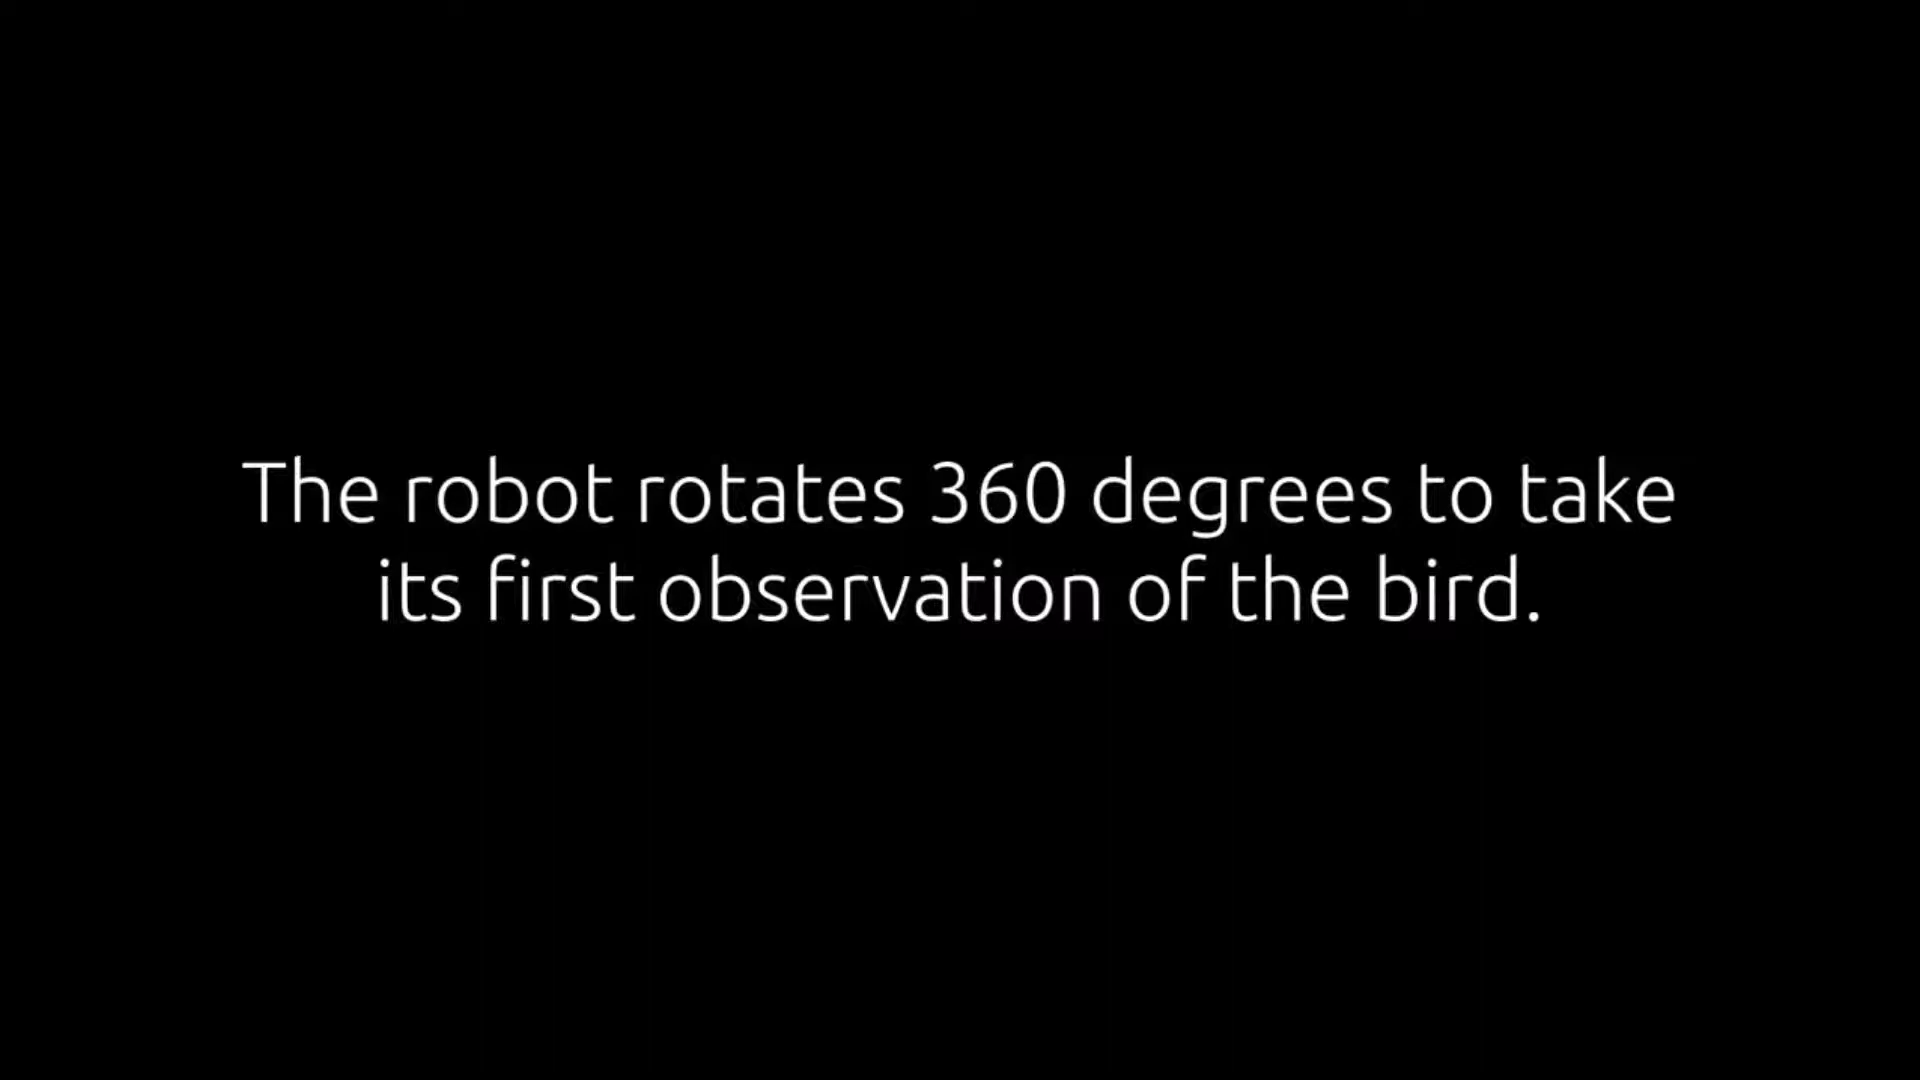 The robot rotates 360 degrees to take
its first observation of the bird.